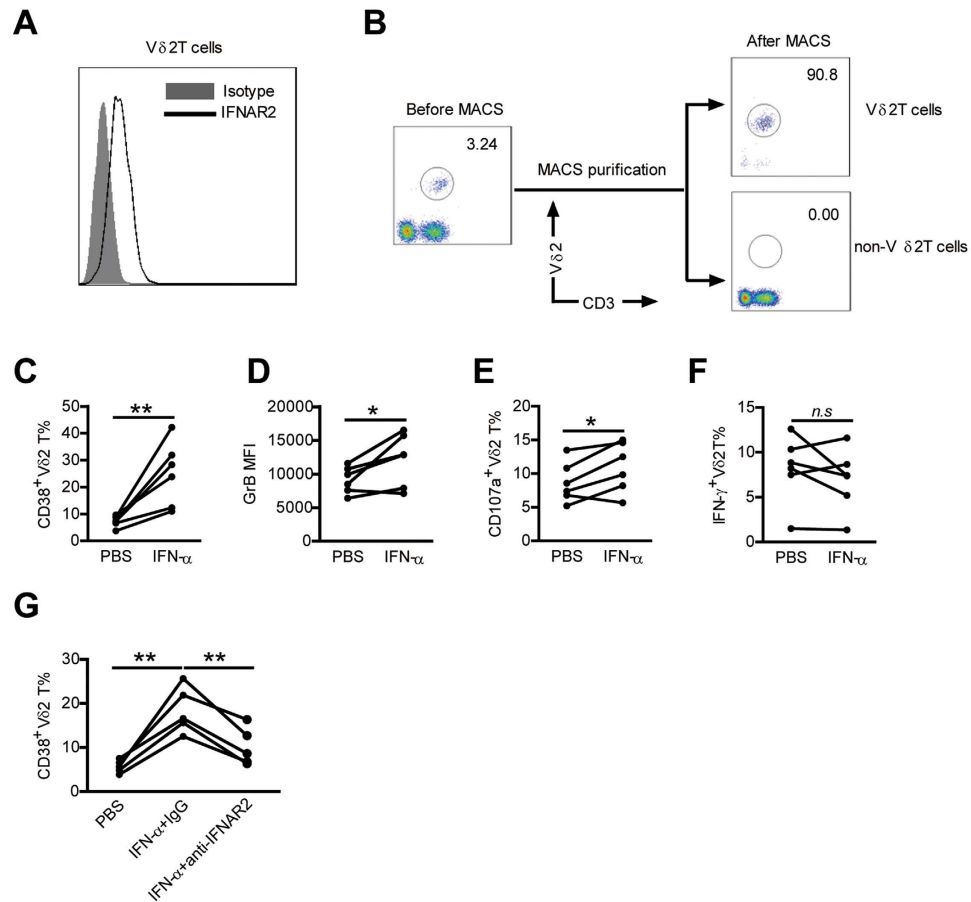 A
Vδ2T cells
Isotype
IFNAR2
B
Before MACS
3.24
MACS purification
Vδ2
CD3
After MACS
90.8
Vδ2T cells
0.00
non-V δ2T cells
C
CD38+Vδ2 T%
50
40
30
20
10
0
**
PBS
IFN-α
D
GrB MFI
20000
15000
10000
5000
0
*
PBS
IFN-α
E
CD107a+Vδ2 T%
20
15
10
5
0
*
PBS
IFN-α
F
IFN-γ+Vδ2T%
15
10
5
0
n.s
PBS
IFN-α
G
CD38+Vδ2 T%
30
20
10
0
** **
PBS
IFN-α+IgG
IFN-α+anti-IFNAR2